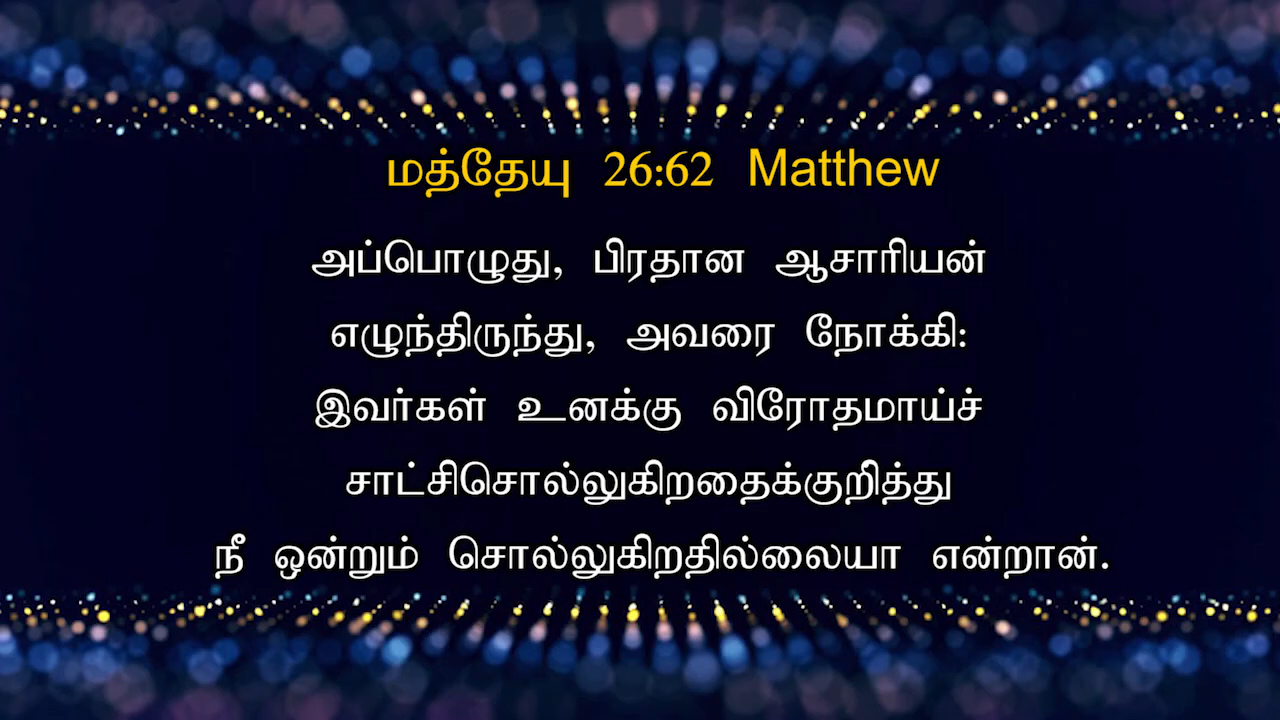 மத்தேயு 26:62 Matthew
அப்பொழுது, பிரதான ஆசாரியன்
எழுந்திருந்து, அவரை நோக்கி:
இவர்கள் உனக்கு விரோதமாய்ச்
சாட்சிசொல்லுகிறதைக்குறித்து
நீ ஒன்றும் சொல்லுகிறதில்லையா என்றான்.